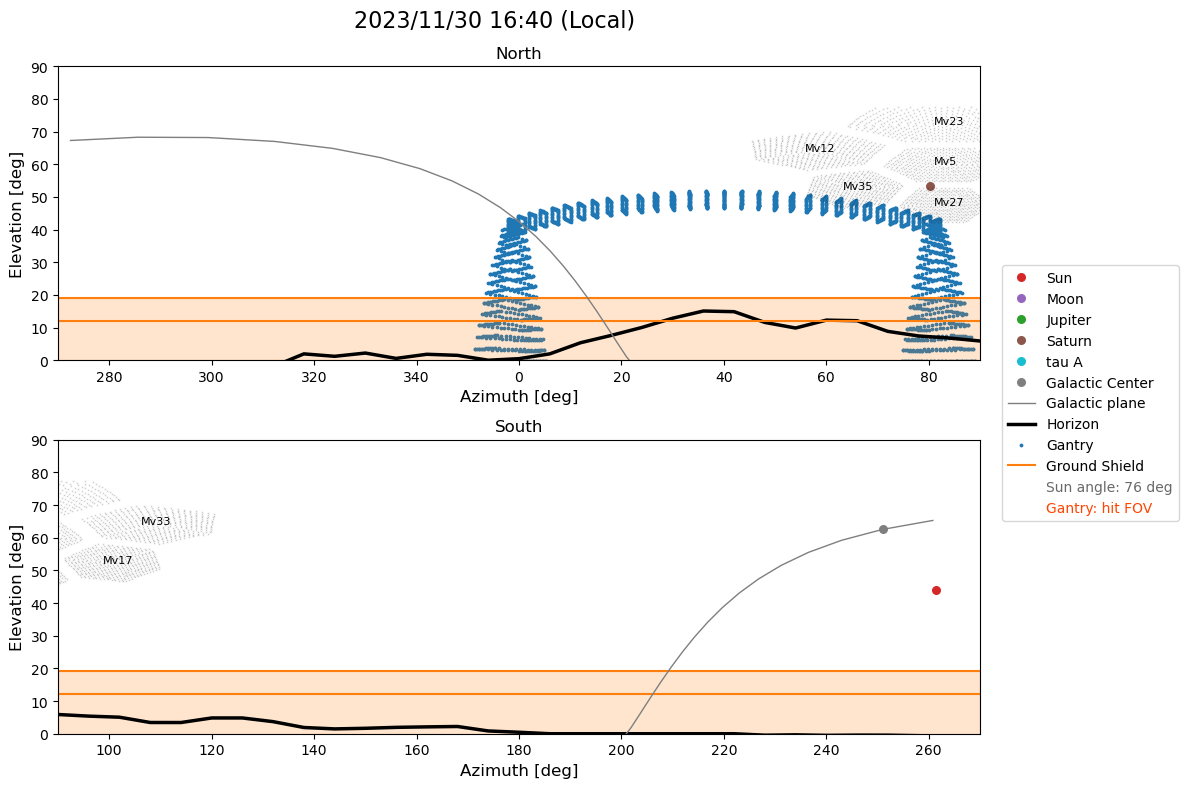 2023/11/30 16:40 (Local)
North
90
80
70
60
50
40
30
20
10
0
Elevation [deg]
Mv23
Mv12
Mv5
Mv35
Mv27
280 300 320 340 0 20 40 60 80
Azimuth [deg]
South
90
80
70
60
50
40
30
20
10
0
Elevation [deg]
Mv33
Mv17
100 120 140 160 180 200 220 240 260
Azimuth [deg]
Sun
Moon
Jupiter
Saturn
tau A
Galactic Center
Galactic plane
Horizon
Gantry
Ground Shield
Sun angle: 76 deg
Gantry: hit FOV